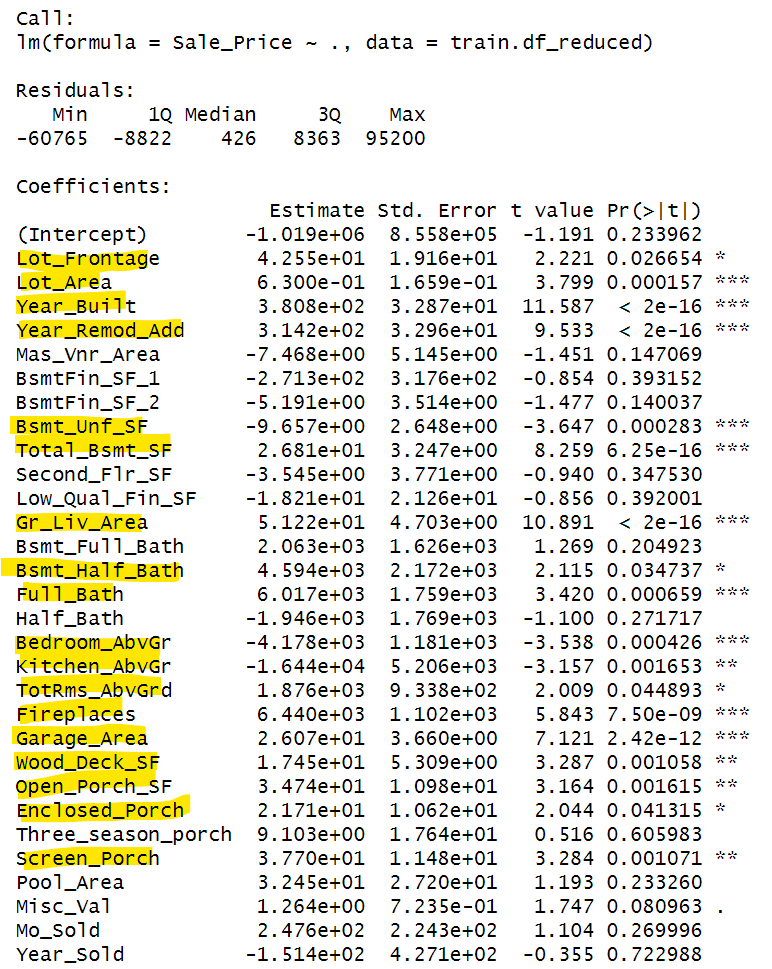 Call:
lm(formula = Sale_Price ~ ., data = train.df_reduced)
Residuals:
Min 1Q Median 3Q Max
-60765 -8822 426 8363 95200
Coefficients:
Estimate Std. Error t value Pr(>|t|)
(Intercept) -1.019e+06 8.558e+05 -1.191 0.233962
Lot_Frontage 4.255e+01 1.916e+01 2.221 0.026654 *
Lot_Area 6.300e-01 1.659e-01 3.799 0.000157 ***
Year_Built 3.808e+02 3.287e+01 11.587 < 2e-16 ***
Year_Remod_Add 3.142e+02 3.296e+01 9.533 < 2e-16 ***
Mas_Vnr_Area -7.468e+00 5.145e+00 -1.451 0.147069
BsmtFin_SF_1 -2.713e+02 3.176e+02 -0.854 0.393152
BsmtFin_SF_2 -5.191e+00 3.514e+00 -1.477 0.140037
Bsmt_Unf_SF -9.657e+00 2.648e+00 -3.647 0.000283 ***
Total_Bsmt_SF 2.681e+01 3.247e+00 8.259 6.25e-16 ***
Second_Flr_SF -3.545e+00 3.771e+00 -0.940 0.347530
Low_Qual_Fin_SF -1.821e+01 2.126e+01 -0.856 0.392001
Gr_Liv_Area 5.122e+01 4.703e+00 10.891 < 2e-16 ***
Bsmt_Full_Bath 2.063e+03 1.626e+03 1.269 0.204923
Bsmt_Half_Bath 4.594e+03 2.172e+03 2.115 0.034737 *
Full_Bath 6.017e+03 1.759e+03 3.420 0.000659 ***
Half_Bath -1.946e+03 1.769e+03 -1.100 0.271717
Bedroom_AbvGr -4.178e+03 1.181e+03 -3.538 0.000426 ***
Kitchen_AbvGr -1.644e+04 5.206e+03 -3.157 0.001653 **
TotRms_AbvGrd 1.876e+03 9.338e+02 2.009 0.044893 *
Fireplaces 6.440e+03 1.102e+03 5.843 7.50e-09 ***
Garage_Area 2.607e+01 3.660e+00 7.121 2.42e-12 ***
Wood_Deck_SF 1.745e+01 5.309e+00 3.287 0.001058 **
Open_Porch_SF 3.474e+01 1.098e+01 3.164 0.001615 **
Enclosed_Porch 2.171e+01 1.062e+01 2.044 0.041315 *
Three_season_porch 9.103e+00 1.764e+01 0.516 0.605983
Screen_Porch 3.770e+01 1.148e+01 3.284 0.001071 **
Pool_Area 3.245e+01 2.720e+01 1.193 0.233260
Misc_Val 1.264e+00 7.235e-01 1.747 0.080963 .
Mo_Sold 2.476e+02 2.243e+02 1.104 0.269996
Year_Sold -1.514e+02 4.271e+02 -0.355 0.722988